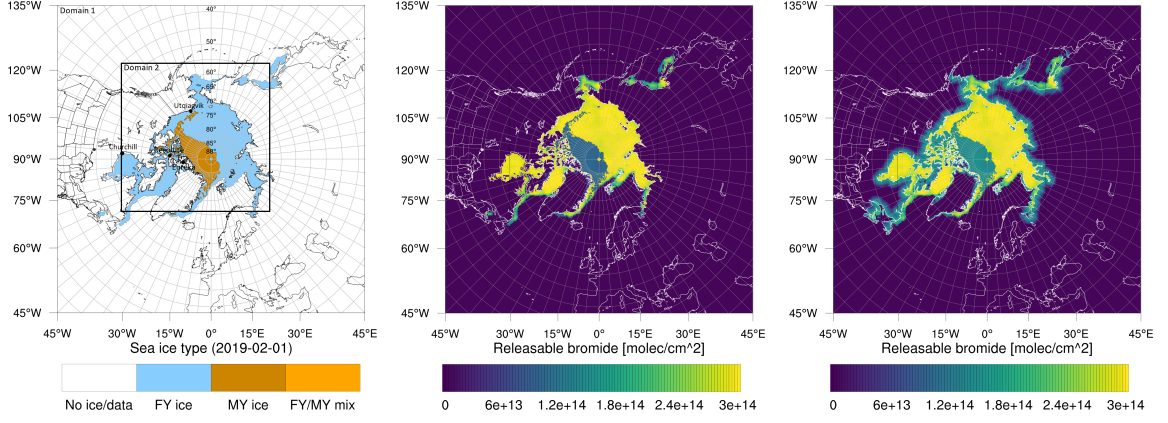 135°W
120°W
105°W
90°W
75°W
60°W
45°W
Domain 1
Domain 2
40°
50°
60°
65°
70°
75°
80°
85°
Utqiagvik
Churchill
Eureka
45°W 30°W 15°W 0° 15°E 30°E 45°E
Sea ice type (2019-02-01)
No ice/data FY ice MY ice FY/MY mix
135°W
120°W
105°W
90°W
75°W
60°W
45°W
45°W 30°W 15°W 0° 15°E 30°E 45°E
Releasable bromide [molec/cm^2]
0 6e+13 1.2e+14 1.8e+14 2.4e+14 3e+14
135°W
120°W
105°W
90°W
75°W
60°W
45°W
45°W 30°W 15°W 0° 15°E 30°E 45°E
Releasable bromide [molec/cm^2]
0 6e+13 1.2e+14 1.8e+14 2.4e+14 3e+14